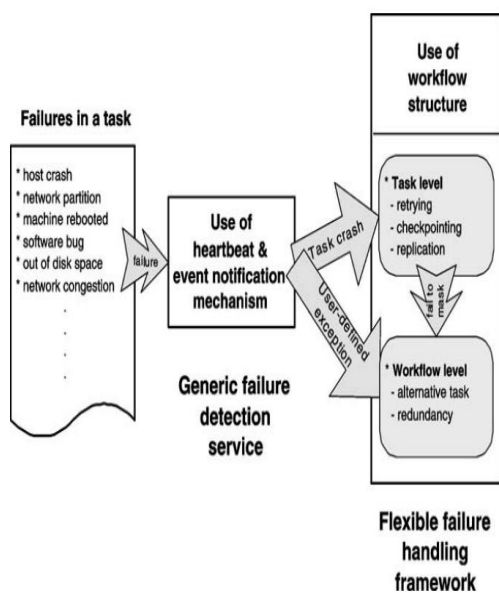 Failures in a task
* host crash
* network partition
* machine rebooted
* software bug
* out of disk space
* network congestion
.
.
.
.
failure
Use of
heartbeat &
event notification
mechanism
Generic failure
detection
service
Task crash
User-defined
exception
Use of
workflow
structure
* Task level
- retrying
- checkpointing
- replication
fail to
mask
* Workflow level
- alternative task
- redundancy
Flexible failure
handling
framework